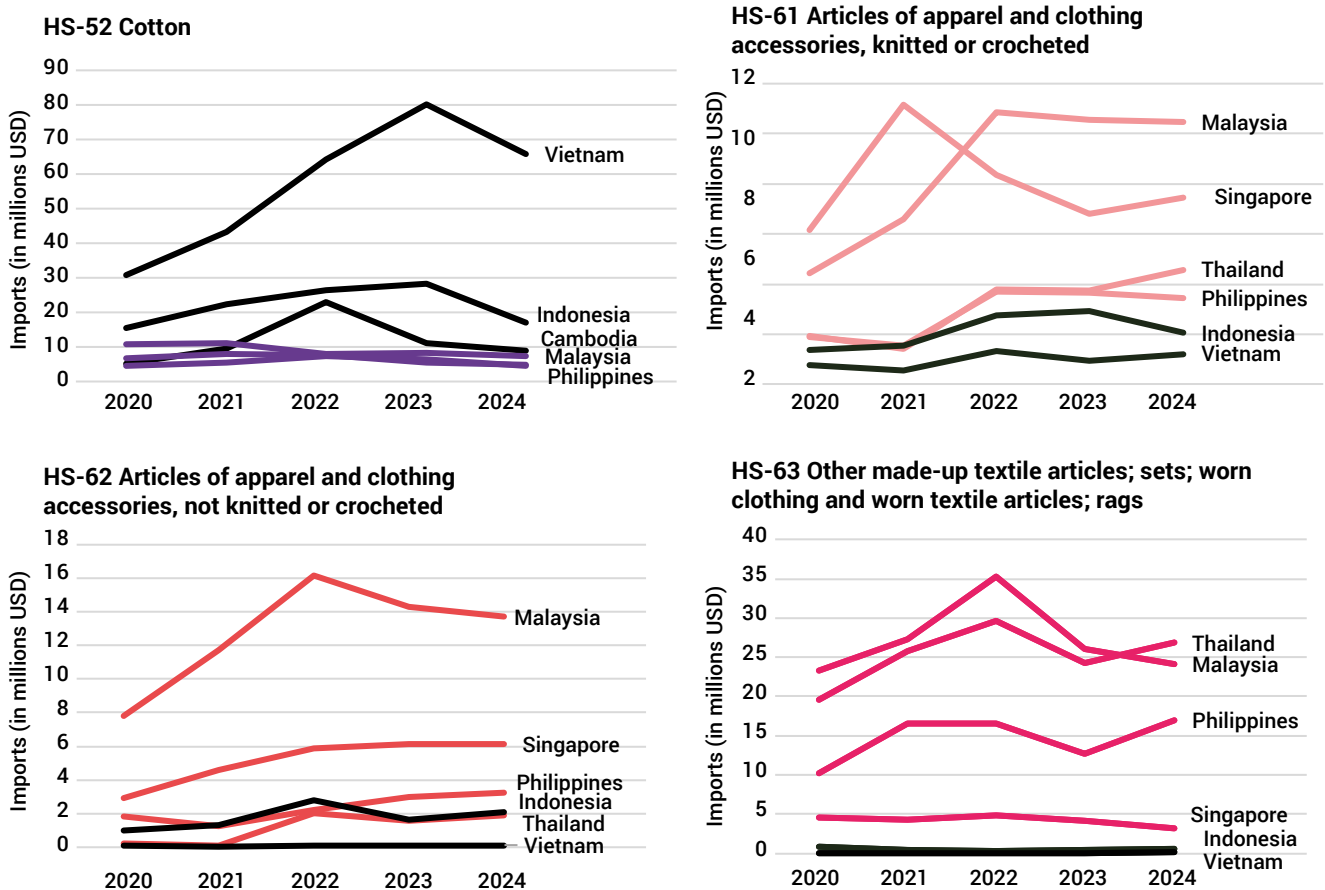 HS-52 Cotton
Imports (in millions USD)
90
80
70
60
50
40
30
20
10
0
2020
2021
2022
2023
2024
Vietnam
Indonesia
Cambodia
Malaysia
Philippines
HS-61 Articles of apparel and clothing
accessories, knitted or crocheted
Imports (in millions USD)
12
10
8
6
4
2
2020
2021
2022
2023
2024
Malaysia
Singapore
Thailand
Philippines
Indonesia
Vietnam
HS-62 Articles of apparel and clothing
accessories, not knitted or crocheted
Imports (in millions USD)
18
16
14
12
10
8
6
4
2
0
2020
2021
2022
2023
2024
Malaysia
Singapore
Philippines
Indonesia
Thailand
Vietnam
HS-63 Other made-up textile articles; sets; worn
clothing and worn textile articles; rags
Imports (in millions USD)
40
35
30
25
20
15
10
5
0
2020
2021
2022
2023
2024
Thailand
Malaysia
Philippines
Singapore
Indonesia
Vietnam